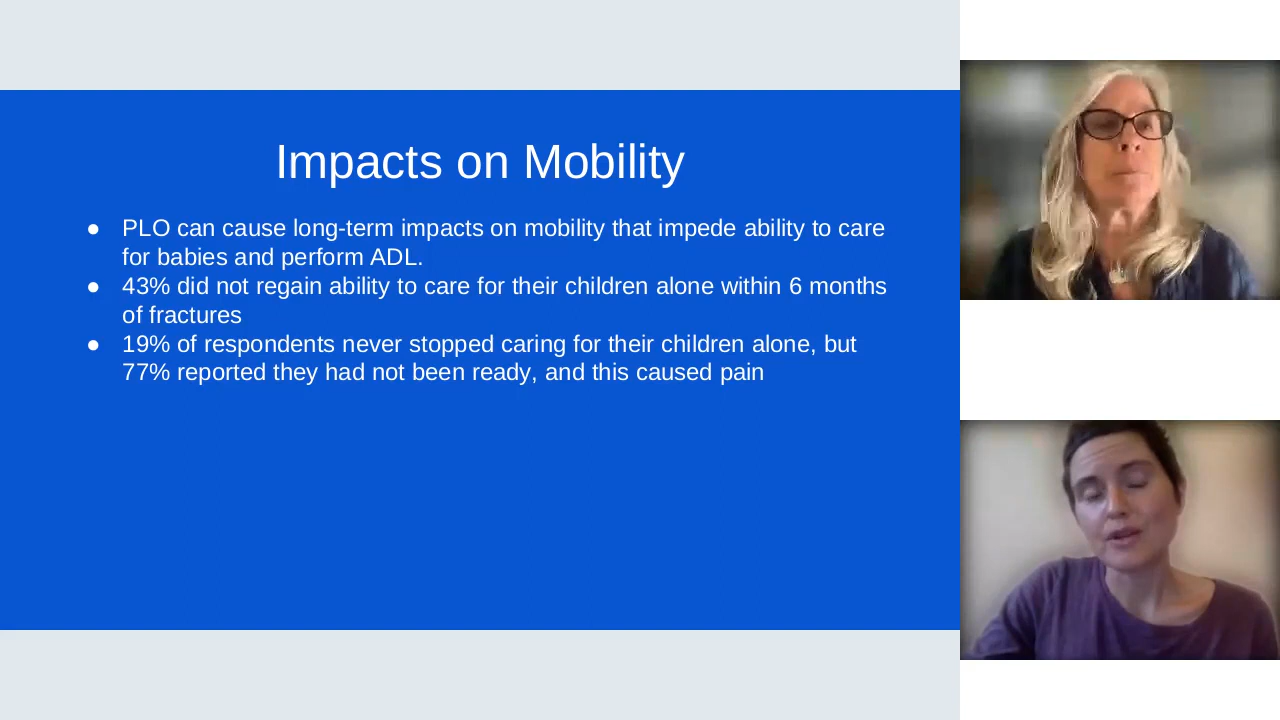 Impacts on Mobility
● PLO can cause long-term impacts on mobility that impede ability to care
for babies and perform ADL.
● 43% did not regain ability to care for their children alone within 6 months
of fractures
● 19% of respondents never stopped caring for their children alone, but
77% reported they had not been ready, and this caused pain